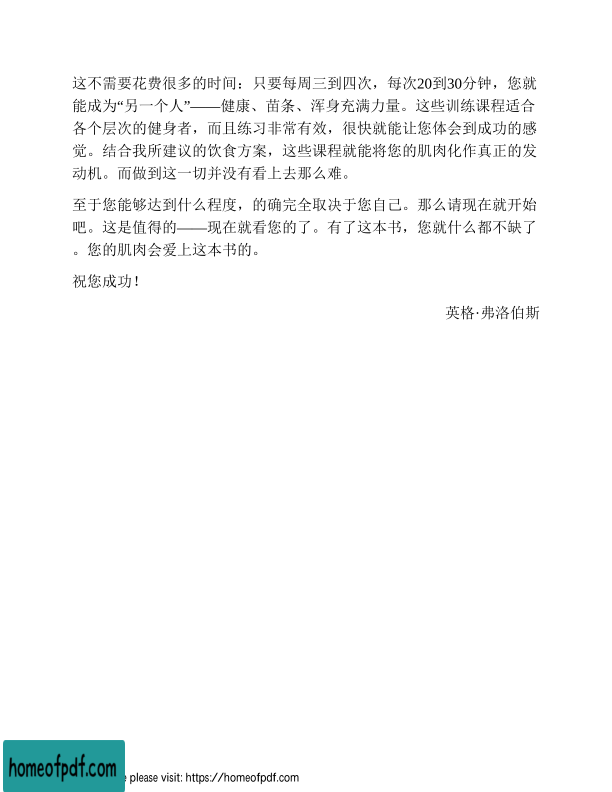 这不需要花费很多的时间：只要每周三到四次，每次20到30分钟，您就
能成为“另一个人”——健康、苗条、浑身充满力量。这些训练课程适合
各个层次的健身者，而且练习非常有效，很快就能让您体会到成功的感
觉。结合我所建议的饮食方案，这些课程就能将您的肌肉化作真正的发
动机。而做到这一切并没有看上去那么难。
至于您能够达到什么程度，的确完全取决于您自己。那么请现在就开始
吧。这是值得的——现在就看您的了。有了这本书，您就什么都不缺了
。您的肌肉会爱上这本书的。
祝您成功！
英格·弗洛伯斯
homeofpdf.com
please visit: https://homeofpdf.com